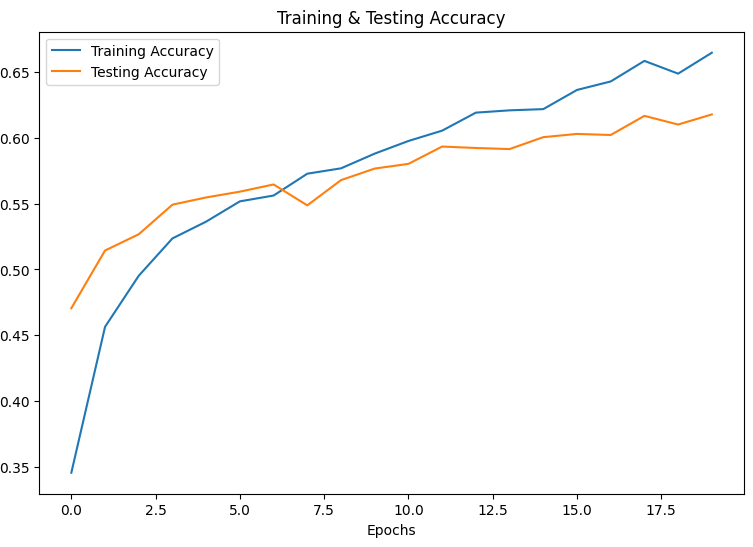 Training & Testing Accuracy
Training Accuracy
Testing Accuracy
0.65
0.60
0.55
0.50
0.45
0.40
0.35
0.0 2.5 5.0 7.5 10.0 12.5 15.0 17.5
Epochs